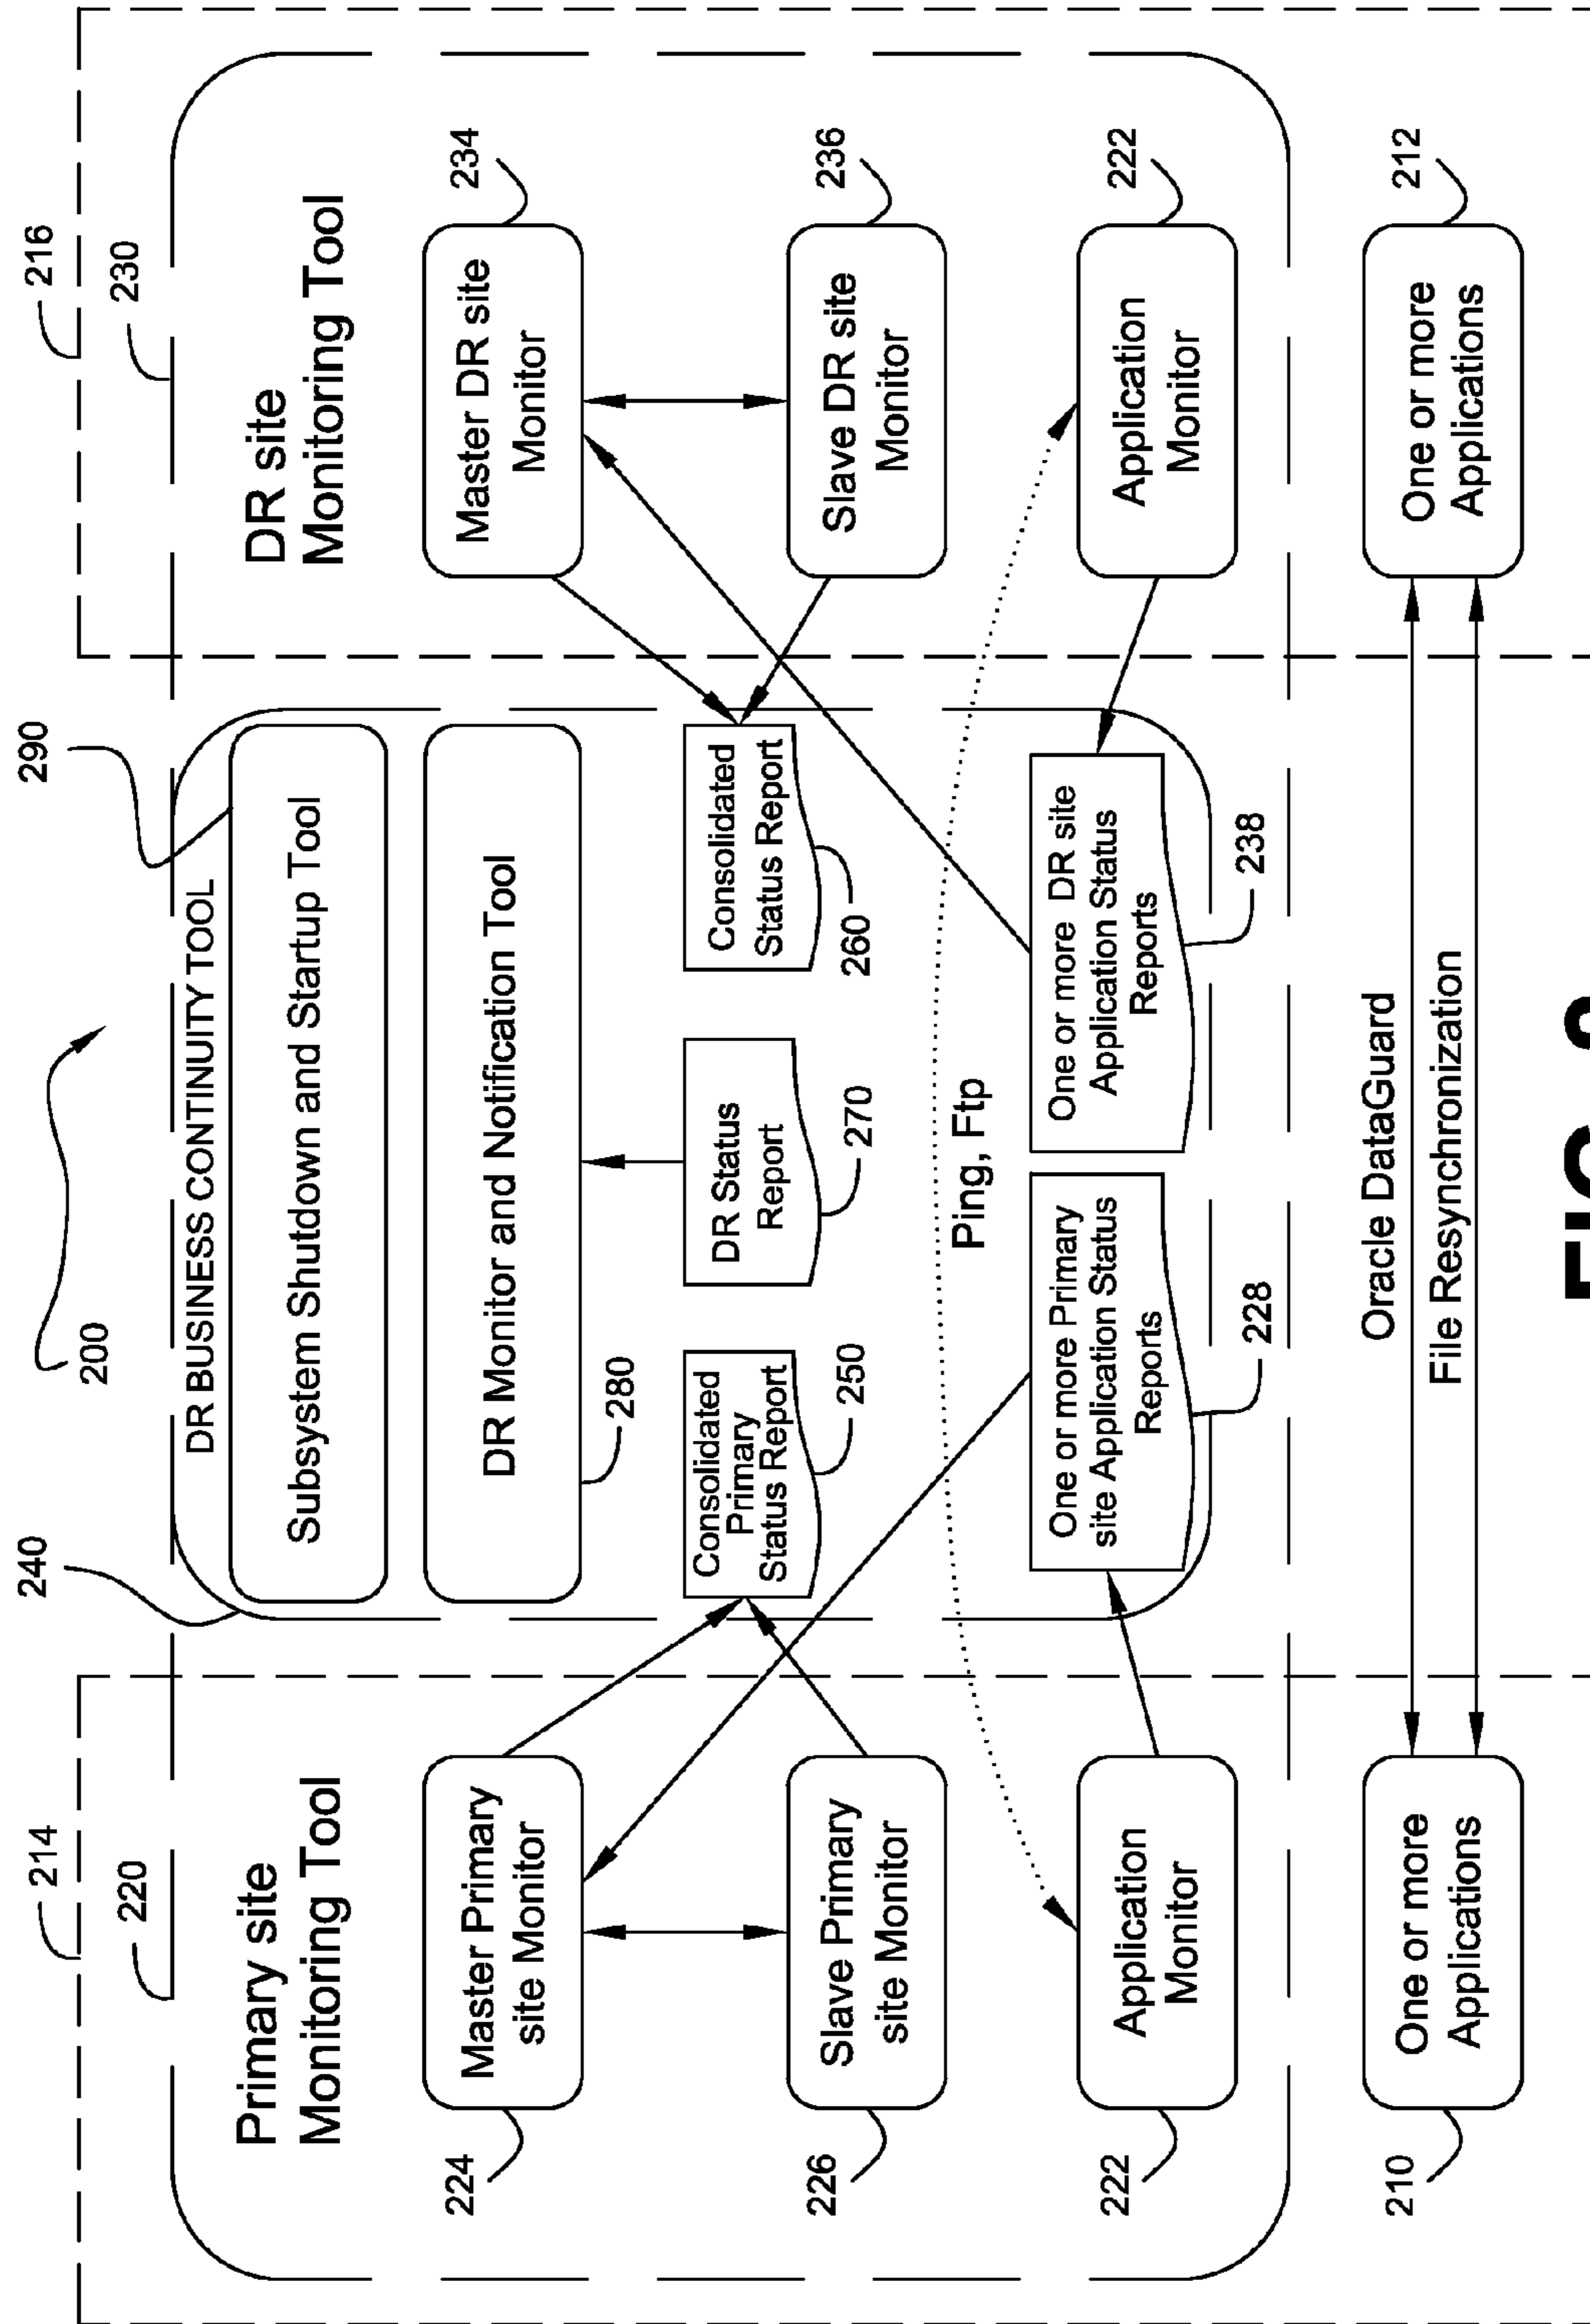 200
214
240
290
216
220
230
Primary site
Monitoring Tool
DR BUSINESS CONTINUITY TOOL
DR site
Monitoring Tool
Subsystem Shutdown and Startup Tool
224
Master Primary
site Monitor
DR Monitor and Notification Tool
280
Master DR site
Monitor
234
Consolidated
Primary
Status Report
250
DR Status
Report
270
Consolidated
Status Report
260
226
Slave Primary
site Monitor
Slave DR site
Monitor
236
Ping, Ftp
222
Application
Monitor
One or more Primary
site Application Status
Reports
228
One or more DR site
Application Status
Reports
238
Application
Monitor
222
210
One or more
Applications
Oracle DataGuard
File Resynchronization
One or more
Applications
212